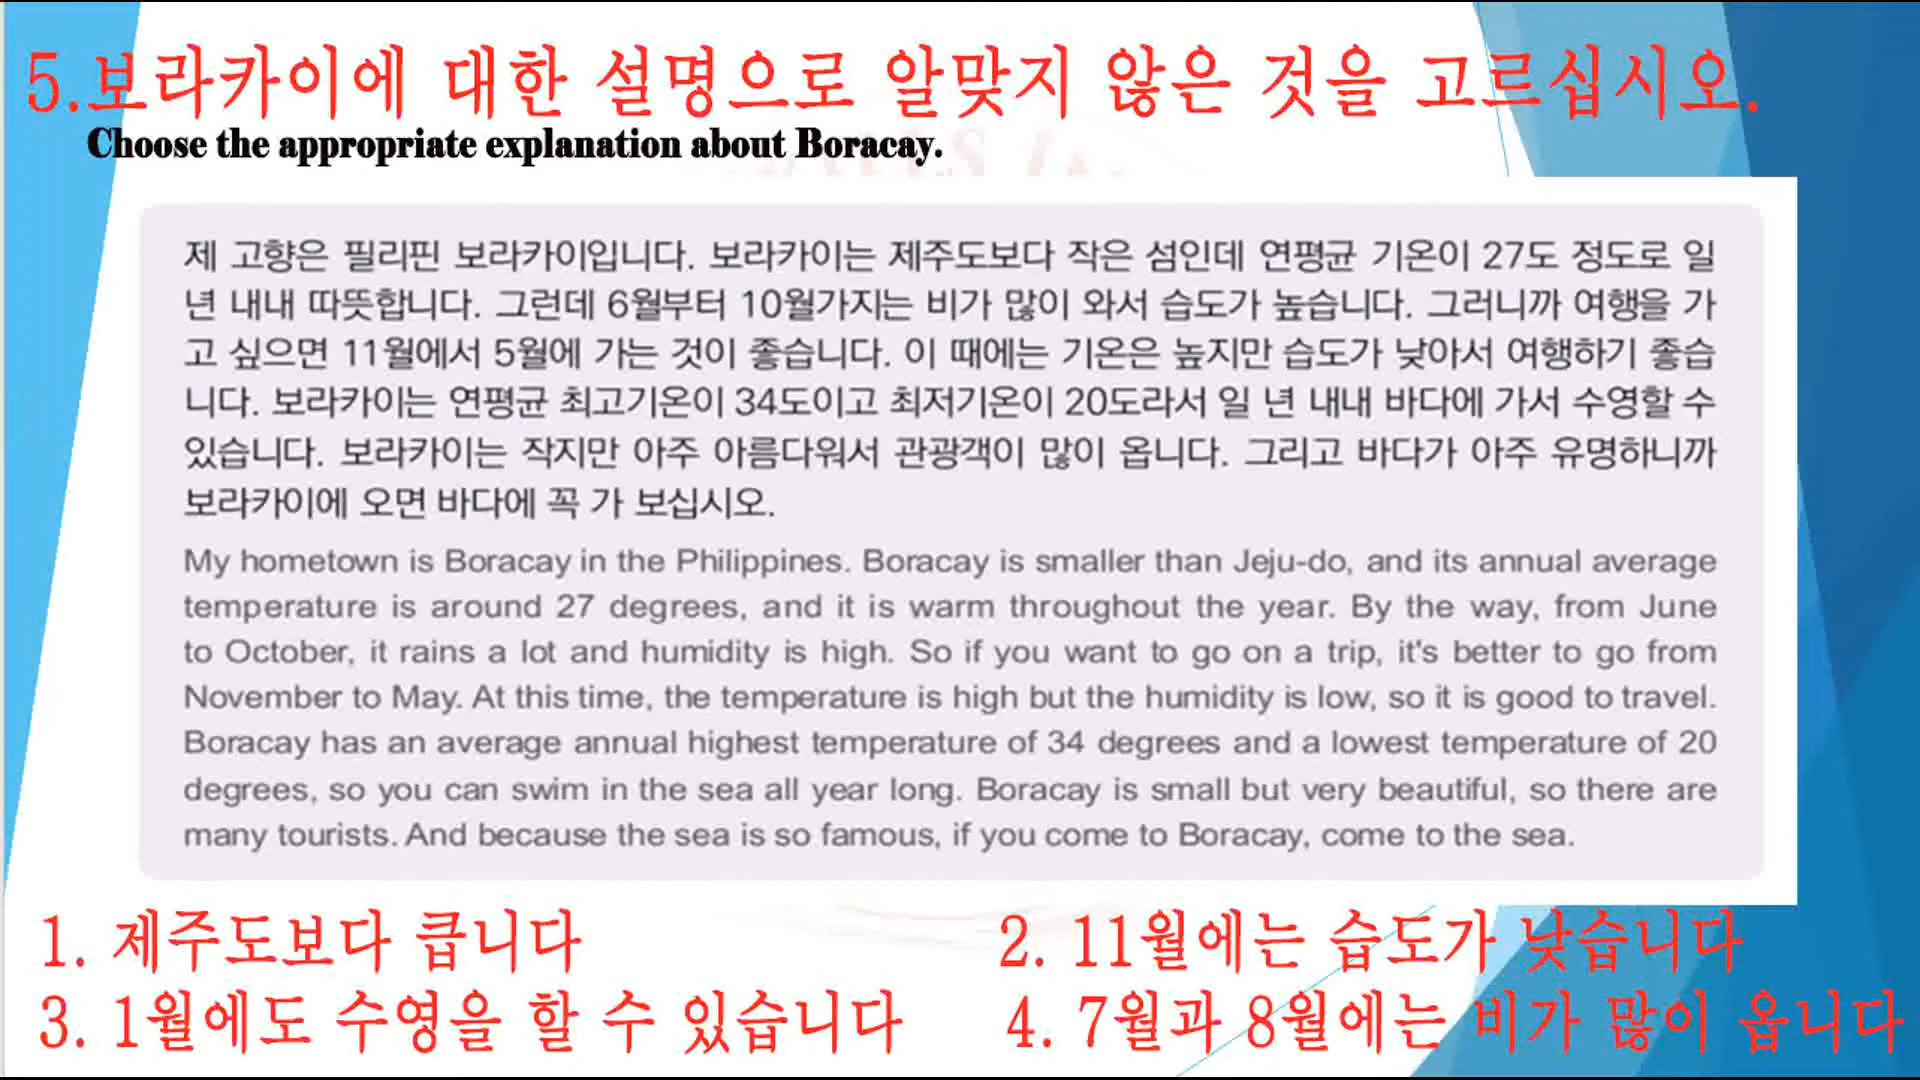 5.보라카이에 대한 설명으로 알맞지 않은 것을 고르십시오.
Choose the appropriate explanation about Boracay.
제 고향은 필리핀 보라카이입니다. 보라카이는 제주도보다 작은 섬인데 연평균 기온이 27도 정도로 일
년 내내 따뜻합니다. 그런데 6월부터 10월가지는 비가 많이 와서 습도가 높습니다. 그러니까 여행을 가
고 싶으면 11월에서 5월에 가는 것이 좋습니다. 이 때에는 기온은 높지만 습도가 낮아서 여행하기 좋습
니다. 보라카이는 연평균 최고기온이 34도이고 최저기온이 20도라서 일 년 내내 바다에 가서 수영할 수
있습니다. 보라카이는 작지만 아주 아름다워서 관광객이 많이 옵니다. 그리고 바다가 아주 유명하니까
보라카이에 오면 바다에 꼭 가 보십시오.
My hometown is Boracay in the Philippines. Boracay is smaller than Jeju-do, and its annual average
temperature is around 27 degrees, and it is warm throughout the year. By the way, from June
to October, it rains a lot and humidity is high. So if you want to go on a trip, it's better to go from
November to May. At this time, the temperature is high but the humidity is low, so it is good to travel.
Boracay has an average annual highest temperature of 34 degrees and a lowest temperature of 20
degrees, so you can swim in the sea all year long. Boracay is small but very beautiful, so there are
many tourists. And because the sea is so famous, if you come to Boracay, come to the sea.
1. 제주도보다 큽니다
2. 11월에는 습도가 낮습니다
3. 1월에도 수영을 할 수 있습니다
4. 7월과 8월에는 비가 많이 옵니다